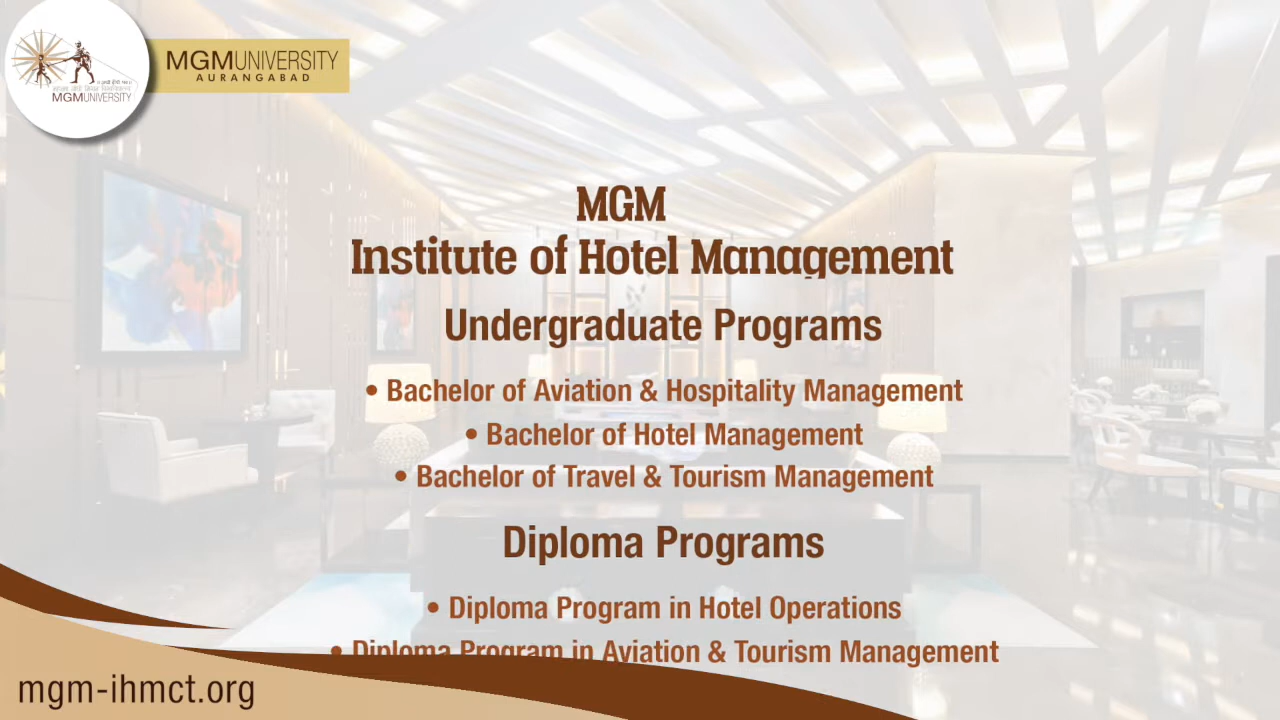 MGMUNIVERSITY
MGMUNIVERSITY
AURANGABAD
MGM
Institute of Hotel Management
Undergraduate Programs
• Bachelor of Aviation & Hospitality Management
• Bachelor of Hotel Management
• Bachelor of Travel & Tourism Management
Diploma Programs
• Diploma Program in Hotel Operations
• Diploma Program in Aviation & Tourism Management
mgm-ihmct.org